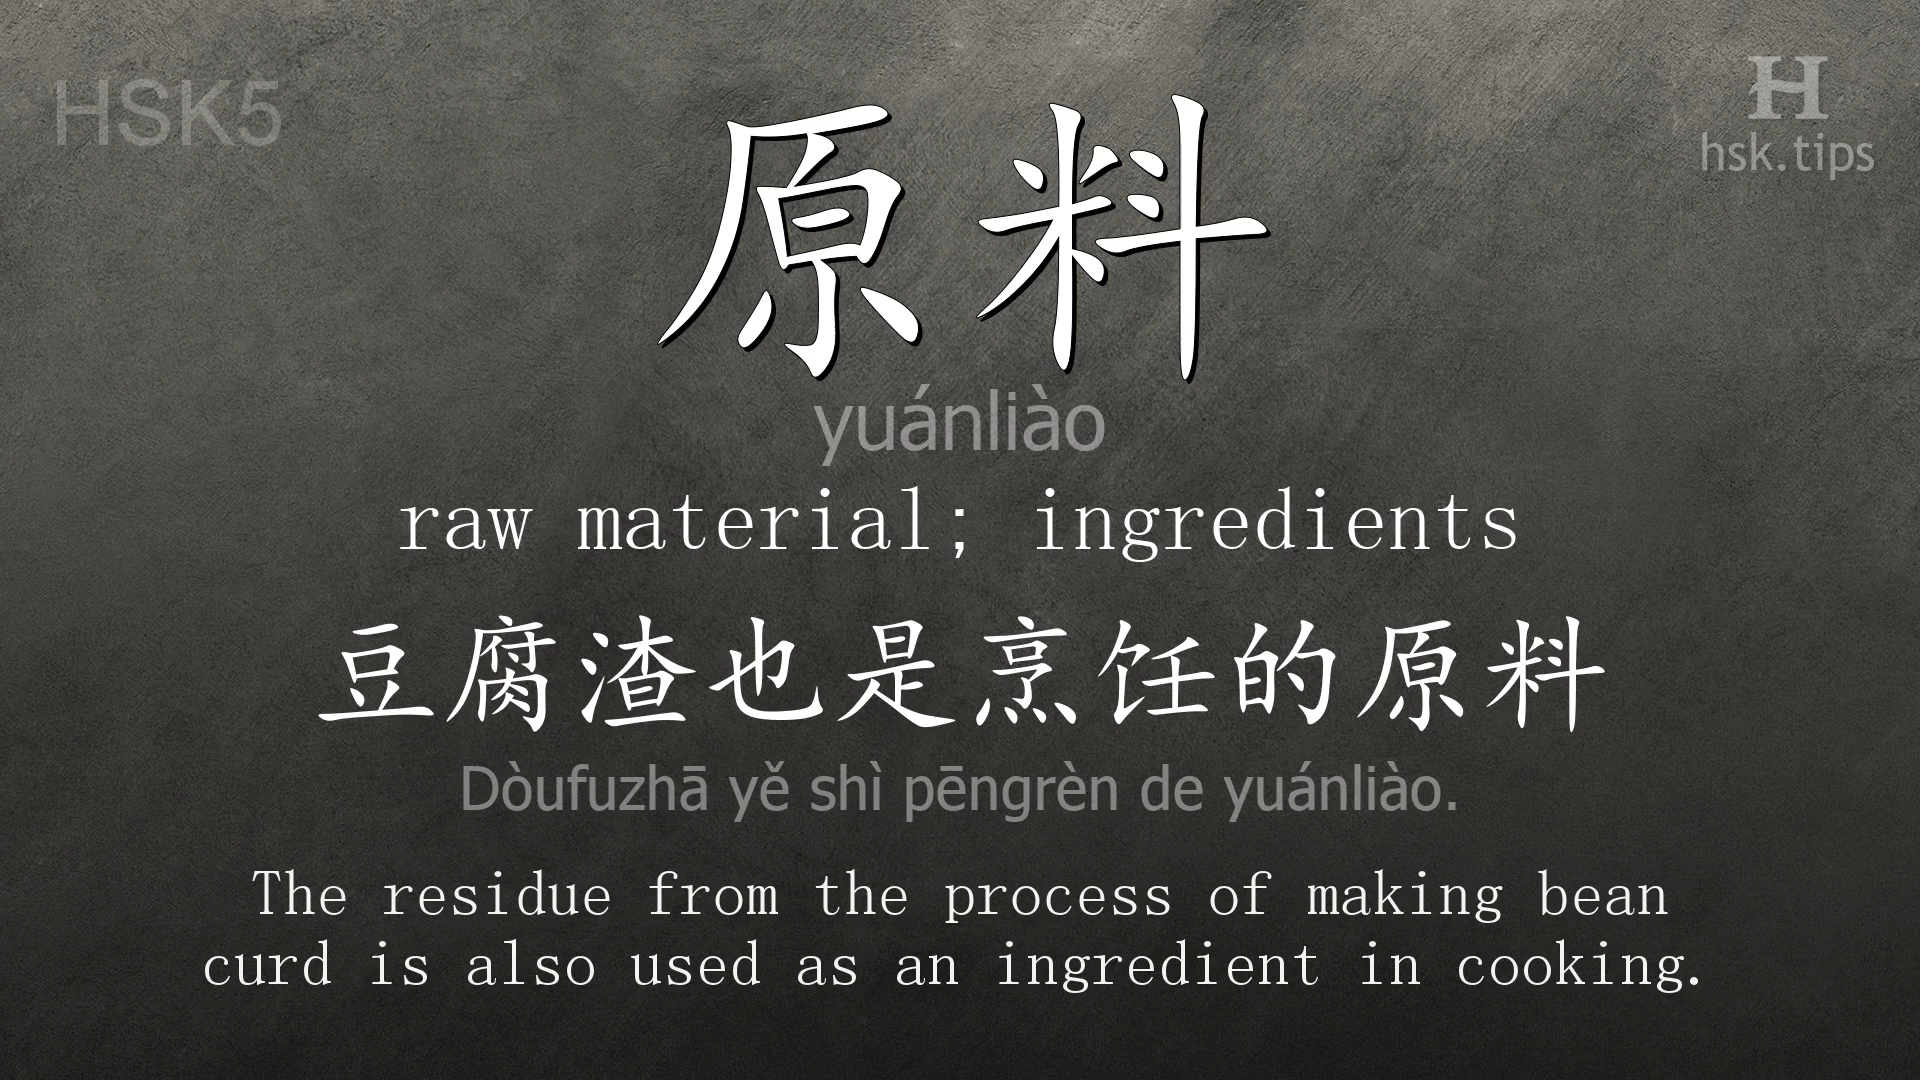 HSK5
H
hsk.tips
原料
yuánliào
raw material; ingredients
豆腐渣也是烹饪的原料
Dòufuzhā yě shì pēngrèn de yuánliào.
The residue from the process of making bean
curd is also used as an ingredient in cooking.